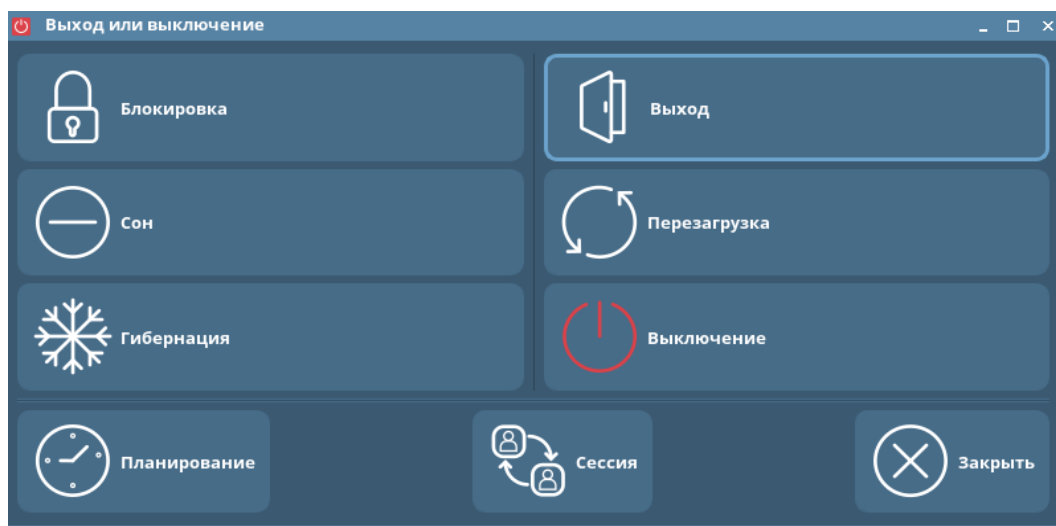 Выход или выключение
Блокировка
Выход
Сон
Перезагрузка
Гибернация
Выключение
Планирование
Сессия
Закрыть